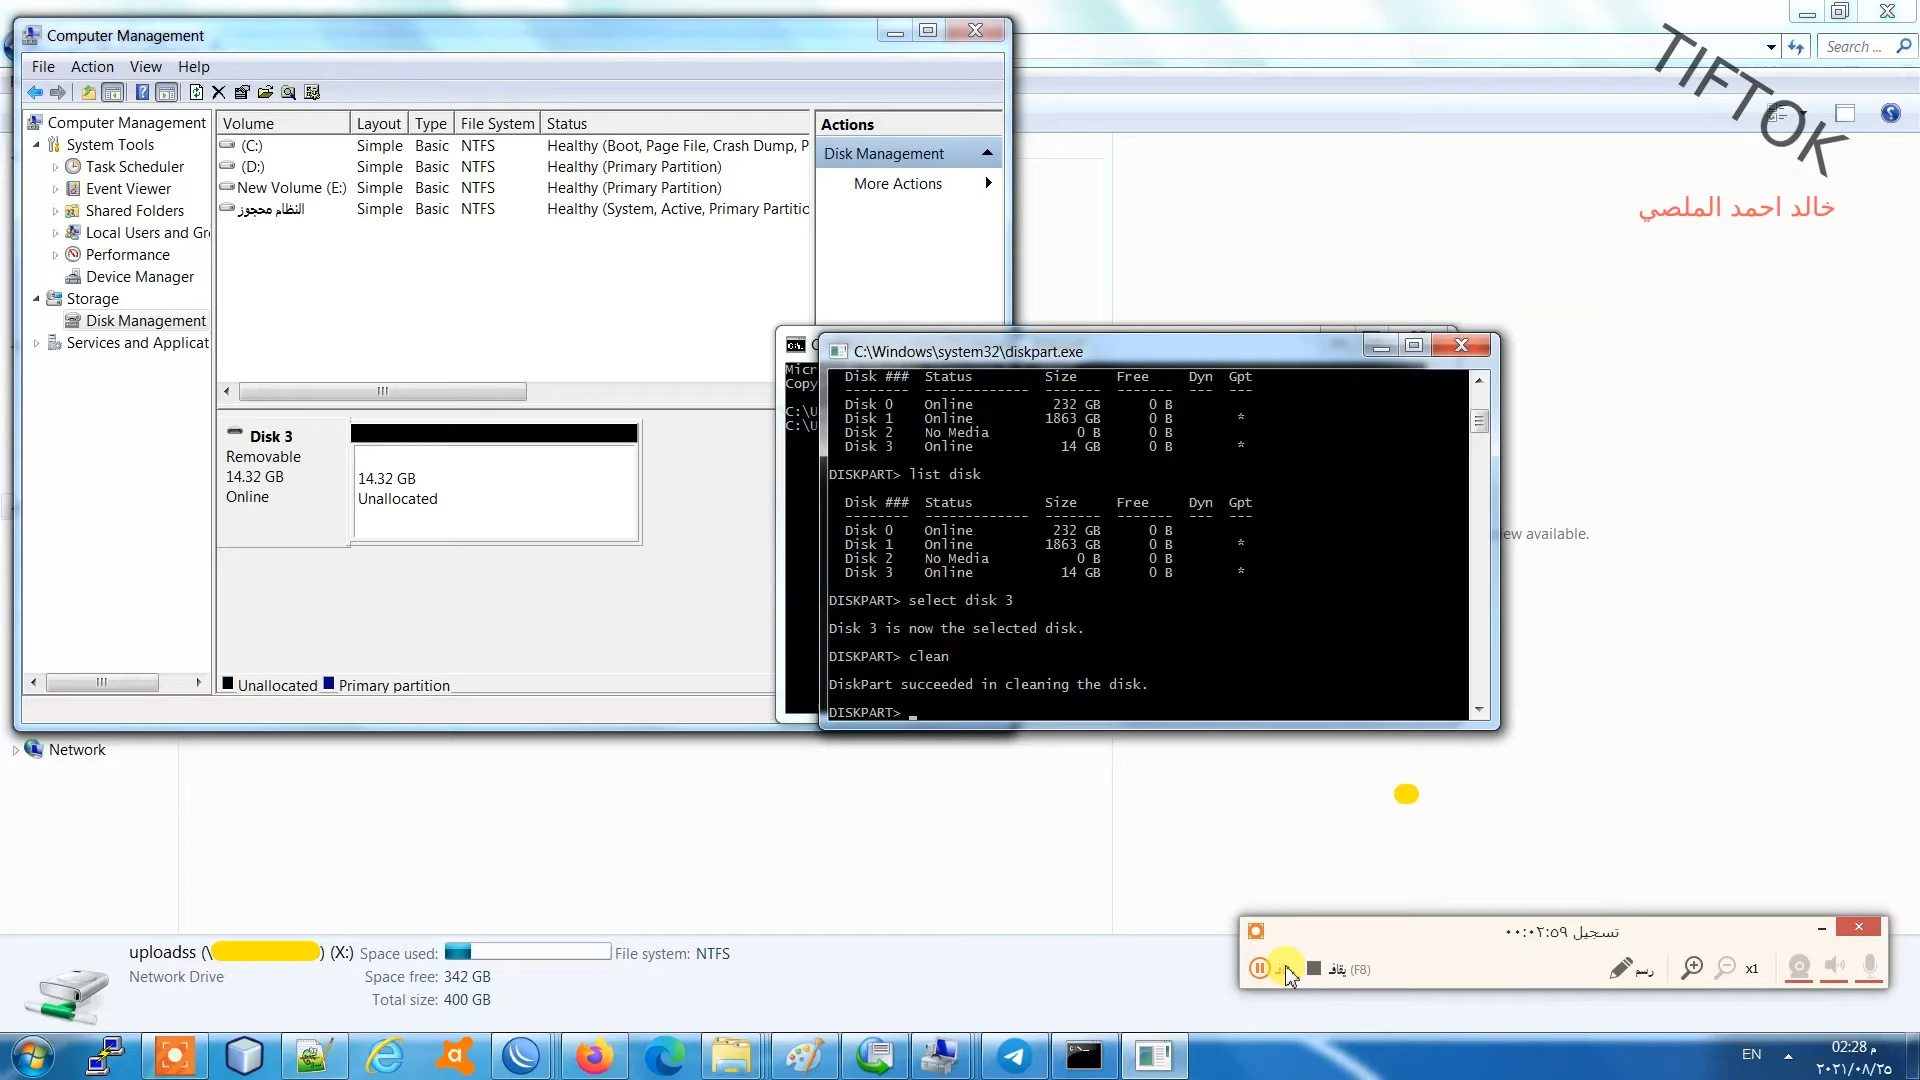 Computer Management
File Action View Help
Search ...
TIFTOK
خالد احمد الملصي
Computer Management
System Tools
Task Scheduler
Event Viewer
Shared Folders
Local Users and Gr
Performance
Device Manager
Storage
Disk Management
Services and Applicat
Volume Layout Type File System Status
(C:) Simple Basic NTFS Healthy (Boot, Page File, Crash Dump, P
(D:) Simple Basic NTFS Healthy (Primary Partition)
New Volume (E:) Simple Basic NTFS Healthy (Primary Partition)
النظام محجوز Simple Basic NTFS Healthy (System, Active, Primary Partitic
Actions
Disk Management
More Actions
Disk 3
Removable
14.32 GB
Online
14.32 GB
Unallocated
Unallocated Primary partition
Micr
Copy
C:\U
C:\U
C:\Windows\system32\diskpart.exe
Disk ### Status Size Free Dyn Gpt
-------- ------------- ------- ------- --- ---
Disk 0 Online 232 GB 0 B
Disk 1 Online 1863 GB 0 B *
Disk 2 No Media 0 B 0 B
Disk 3 Online 14 GB 0 B *
DISKPART> list disk
Disk ### Status Size Free Dyn Gpt
-------- ------------- ------- ------- --- ---
Disk 0 Online 232 GB 0 B
Disk 1 Online 1863 GB 0 B *
Disk 2 No Media 0 B 0 B
Disk 3 Online 14 GB 0 B *
DISKPART> select disk 3
Disk 3 is now the selected disk.
DISKPART> clean
DiskPart succeeded in cleaning the disk.
DISKPART> _
ew available.
Network
uploadss (\ ) (X:) Space used: File system: NTFS
Network Drive Space free: 342 GB
Total size: 400 GB
تسجيل ٠٠:٠٢:٥٩
يقاف (F8)
رسم
x1
EN
02:28 م
٢٠٢١/٠٨/٢٥